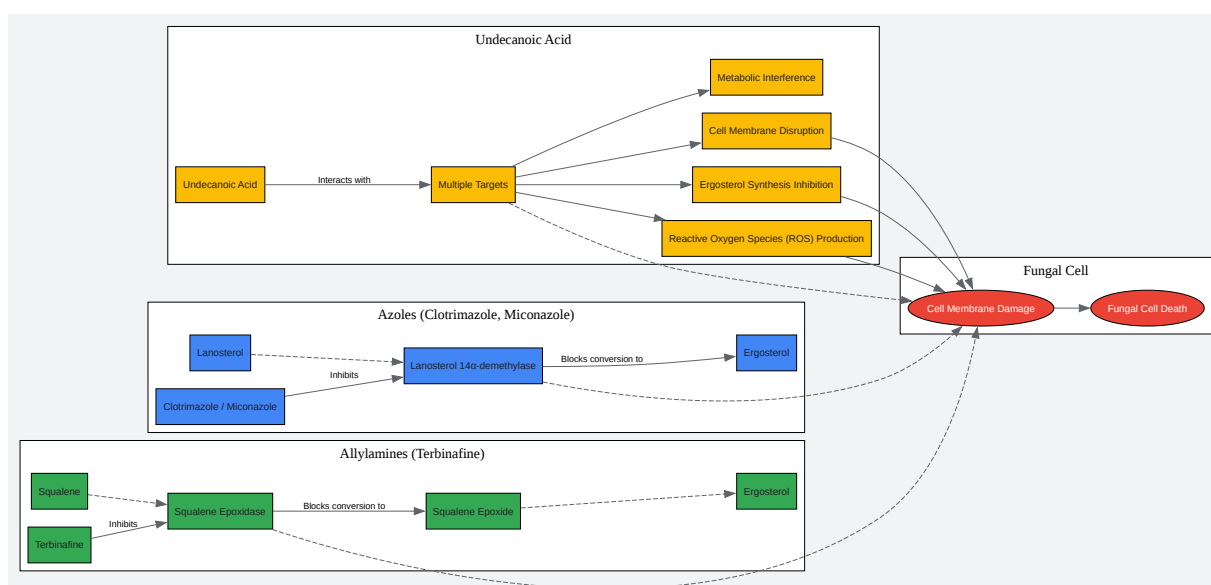 Undecanoic Acid
Metabolic Interference
Cell Membrane Disruption
Undecanoic Acid
Interacts with
Multiple Targets
Ergosterol Synthesis Inhibition
Reactive Oxygen Species (ROS) Production
Fungal Cell
Cell Membrane Damage
Fungal Cell Death
Azoles (Clotrimazole, Miconazole)
Lanosterol
Lanosterol 14α-demethylase
Blocks conversion to
Ergosterol
Inhibits
Clotrimazole / Miconazole
Allylamines (Terbinafine)
Squalene
Squalene Epoxidase
Blocks conversion to
Squalene Epoxide
Ergosterol
Inhibits
Terbinafine